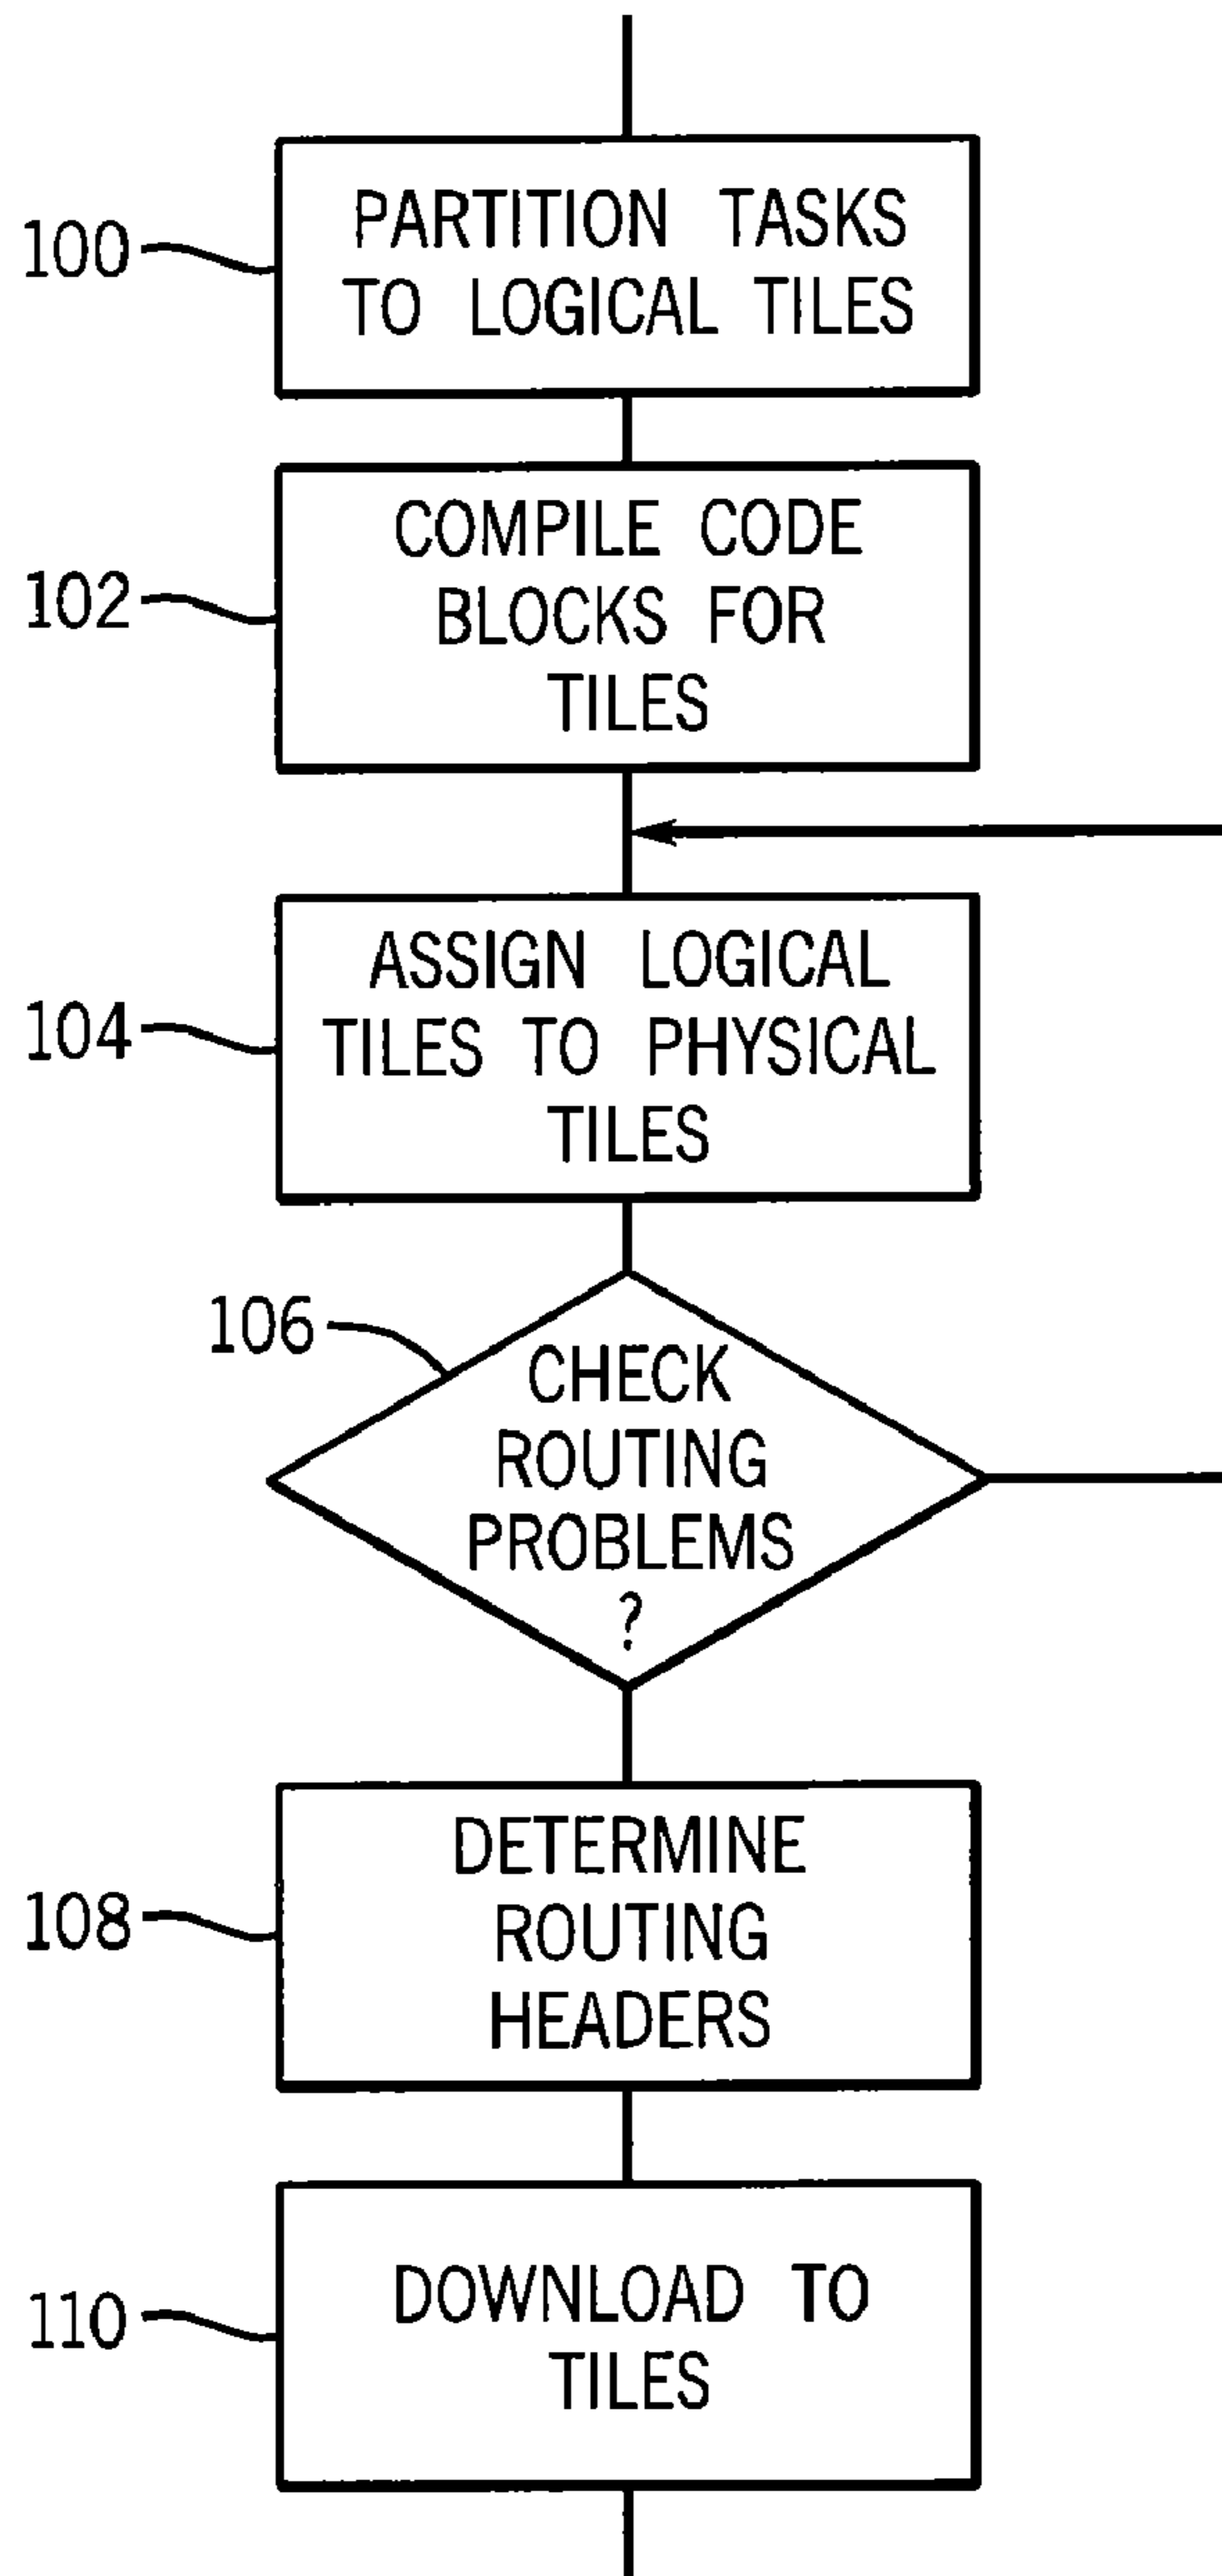 100
PARTITION TASKS
TO LOGICAL TILES
102
COMPILE CODE
BLOCKS FOR
TILES
104
ASSIGN LOGICAL
TILES TO PHYSICAL
TILES
106
CHECK
ROUTING
PROBLEMS
?
108
DETERMINE
ROUTING
HEADERS
110
DOWNLOAD TO
TILES